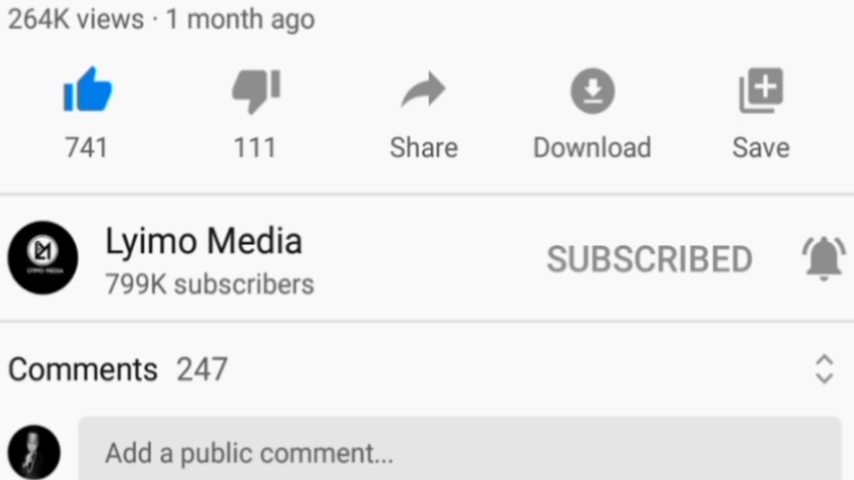 264K views · 1 month ago
741 111 Share Download Save
Lyimo Media
799K subscribers
SUBSCRIBED
Comments 247
Add a public comment...